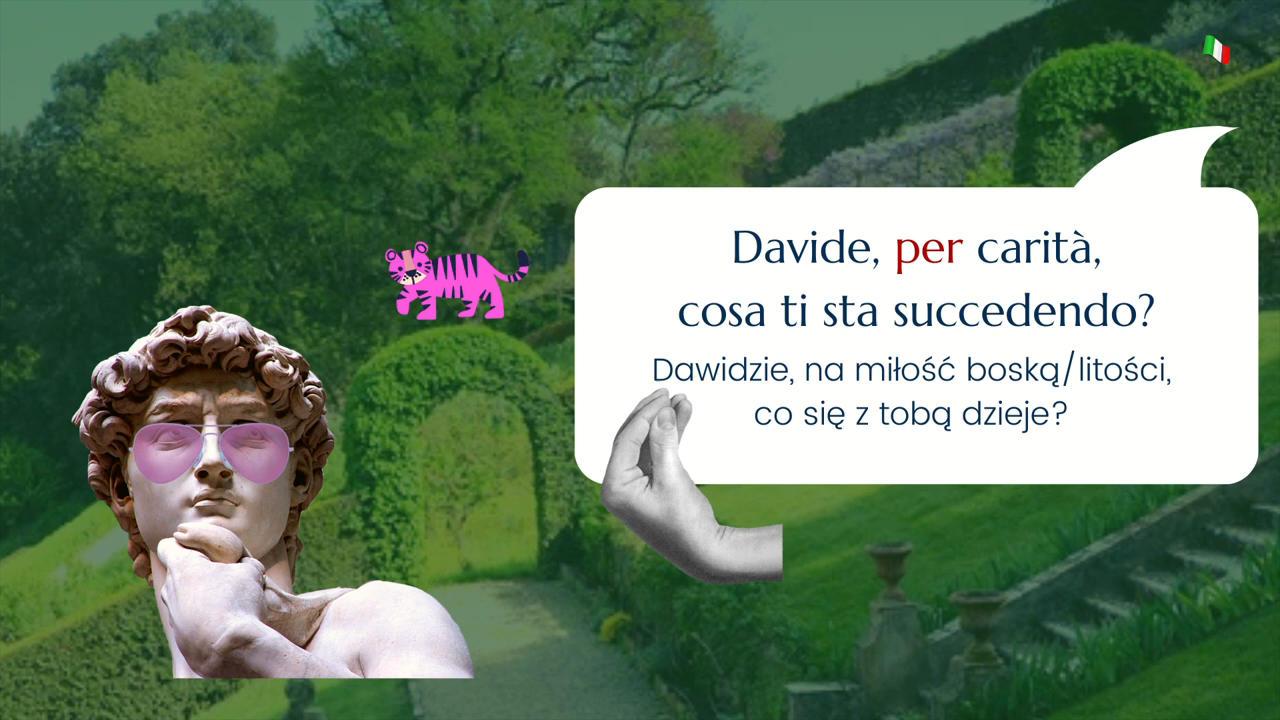 Davide, per carità,
cosa ti sta succedendo?
Dawidzie, na miłość boską/litości,
co się z tobą dzieje?